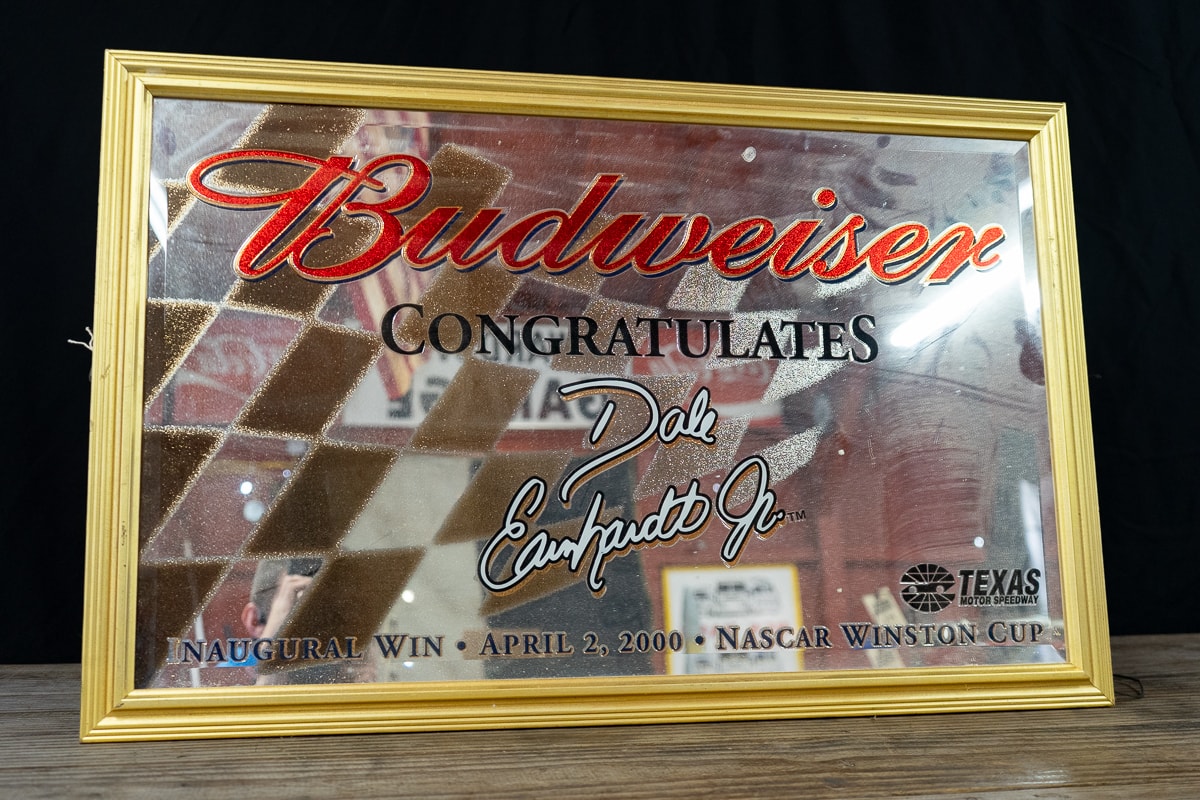 Budweiser
CONGRATULATES
Dale
Earnhardt Jr.™
TEXAS
MOTOR SPEEDWAY
INAUGURAL WIN • APRIL 2, 2000 • NASCAR WINSTON CUP